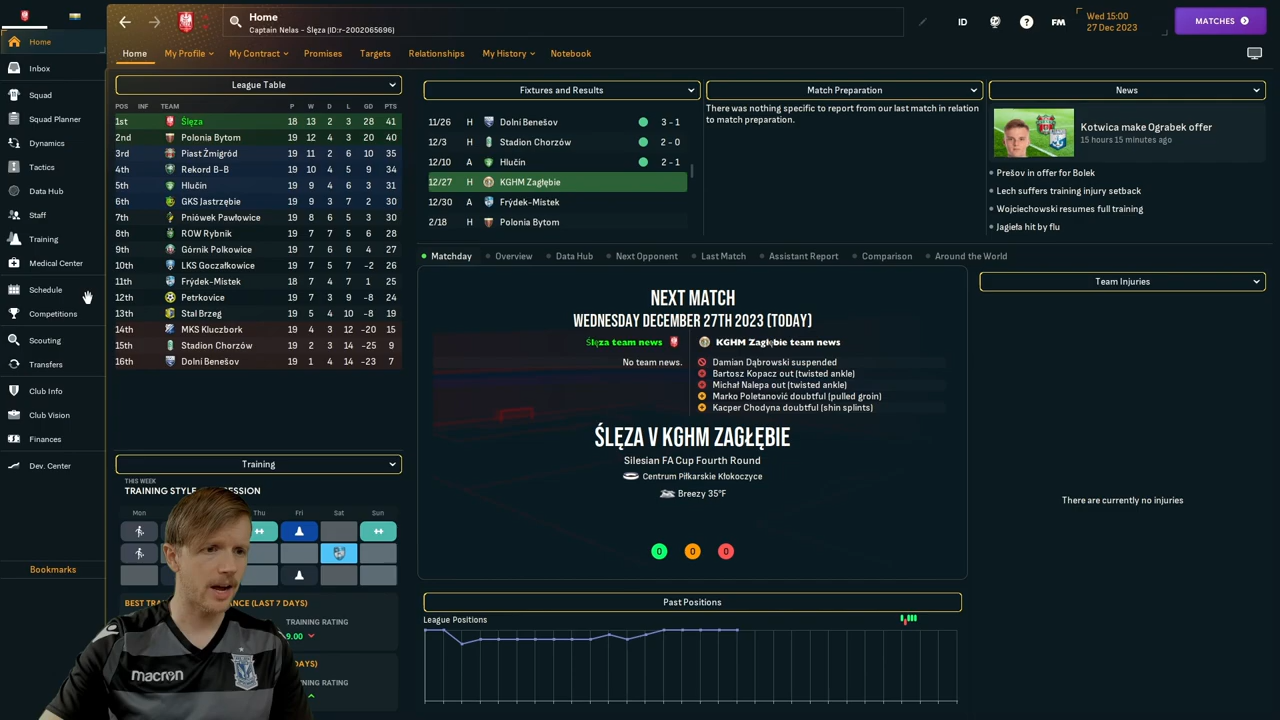 Home
Captain Nelas - Ślęza (ID:r-2002065696)
ID
?
FM
Wed 15:00
27 Dec 2023
MATCHES
Home
Inbox
Squad
Squad Planner
Dynamics
Tactics
Data Hub
Staff
Training
Medical Center
Schedule
Competitions
Scouting
Transfers
Club Info
Club Vision
Finances
Dev. Center
Bookmarks
Home My Profile My Contract Promises Targets Relationships My History Notebook
League Table
POS INF TEAM P W D L GD PTS
1st Ślęza 18 13 2 3 28 41
2nd Polonia Bytom 19 12 4 3 20 40
3rd Piast Żmigród 19 11 2 6 10 35
4th Rekord B-B 19 10 4 5 9 34
5th Hlučin 19 9 4 6 3 31
6th GKS Jastrzębie 19 9 3 7 2 30
7th Pniówek Pawłowice 19 8 6 5 3 30
8th ROW Rybnik 19 7 7 5 6 28
9th Górnik Polkowice 19 7 6 6 4 27
10th LKS Goczałkowice 19 7 5 7 -2 26
11th Frýdek-Místek 18 7 4 7 1 25
12th Petrkovice 19 7 3 9 -8 24
13th Stal Brzeg 19 5 4 10 -8 19
14th MKS Kluczbork 19 4 3 12 -20 15
15th Stadion Chorzów 19 2 3 14 -25 9
16th Dolní Benešov 19 1 4 14 -23 7
Fixtures and Results
11/26 H Dolní Benešov 3 - 1
12/3 H Stadion Chorzów 2 - 0
12/10 A Hlučin 2 - 1
12/27 H KGHM Zagłębie
12/30 A Frýdek-Místek
2/18 H Polonia Bytom
Match Preparation
There was nothing specific to report from our last match in relation
to match preparation.
News
Kotwica make Ograbek offer
15 hours 15 minutes ago
Prešov in offer for Bolek
Lech suffers training injury setback
Wojciechowski resumes full training
Jagieła hit by flu
Matchday Overview Data Hub Next Opponent Last Match Assistant Report Comparison Around the World
NEXT MATCH
WEDNESDAY DECEMBER 27TH 2023 (TODAY)
Ślęza team news
No team news.
KGHM Zagłębie team news
Damian Dąbrowski suspended
Bartosz Kopacz out (twisted ankle)
Michał Nalepa out (twisted ankle)
Marko Poletanović doubtful (pulled groin)
Kacper Chodyna doubtful (shin splints)
ŚLĘZA V KGHM ZAGŁĘBIE
Silesian FA Cup Fourth Round
Centrum Piłkarskie Kłokoczyce
Breezy 35°F
0 0 0
Team Injuries
There are currently no injuries
Training
THIS WEEK
TRAINING STYLE
Mon Thu Fri Sat Sun
BEST
(LAST 7 DAYS)
TRAINING RATING
9.00
RATING
macron
Past Positions
League Positions